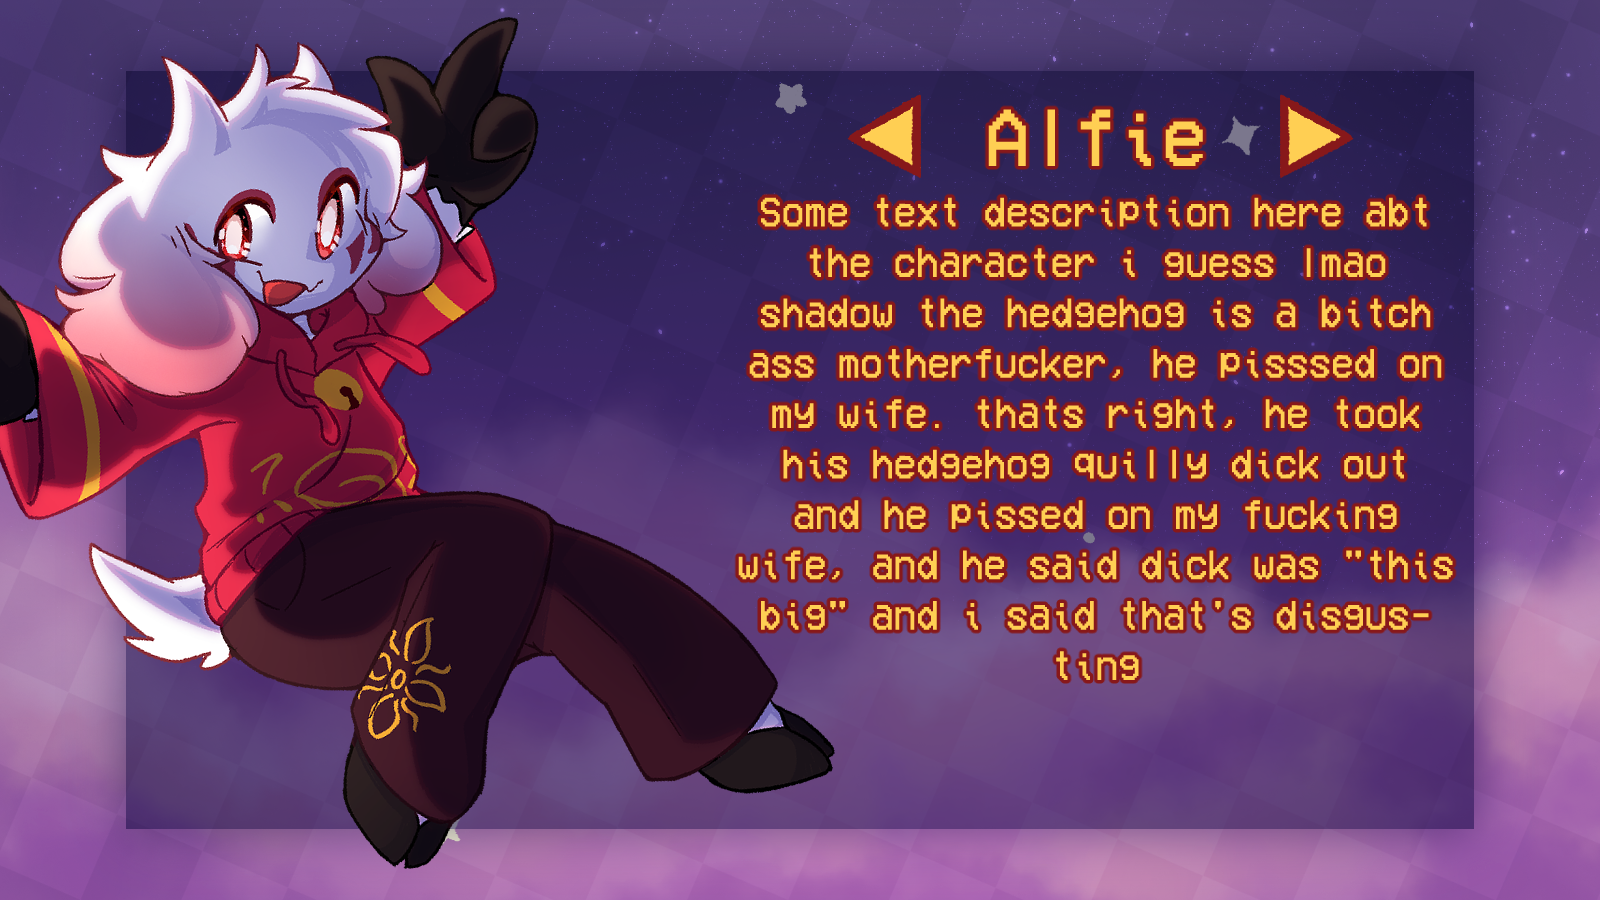 Alfie
Some text description here abt
the character i guess lmao
shadow the hedgehog is a bitch
ass motherfucker, he pisssed on
my wife. thats right, he took
his hedgehog quilly dick out
and he pissed on my fucking
wife, and he said dick was "this
big" and i said that's disgus-
ting